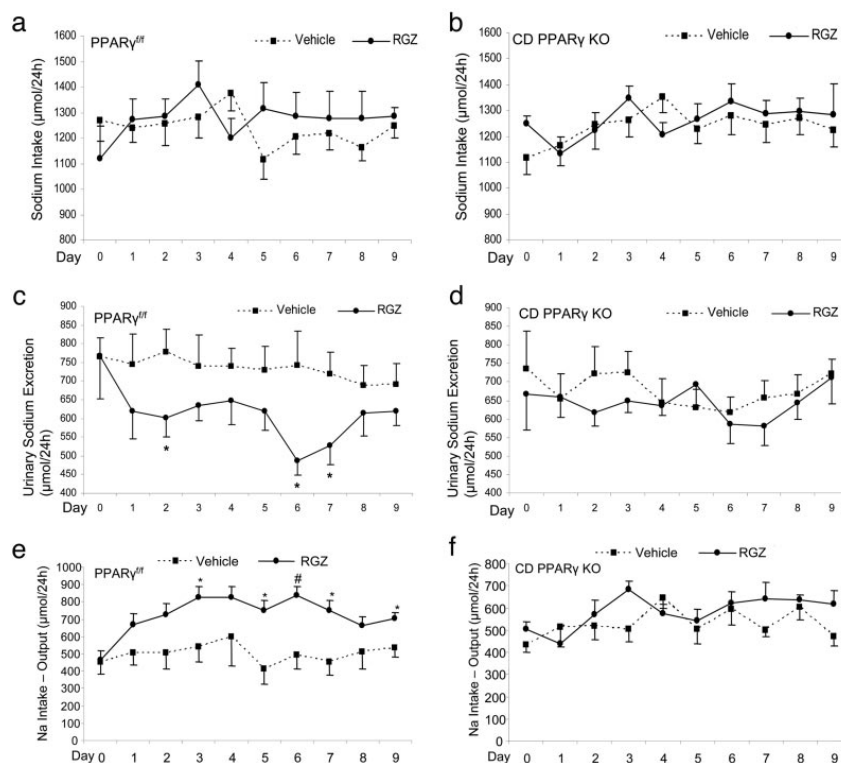 a
PPARγf/f
Vehicle
RGZ
Sodium Intake (μmol/24h)
1600
1500
1400
1300
1200
1100
1000
900
800
Day 0 1 2 3 4 5 6 7 8 9
b
CD PPARγ KO
Vehicle
RGZ
Sodium Intake (μmol/24h)
1600
1500
1400
1300
1200
1100
1000
900
800
Day 0 1 2 3 4 5 6 7 8 9
c
PPARγf/f
Vehicle
RGZ
Urinary Sodium Excretion
(μmol/24h)
900
850
800
750
700
650
600
550
500
450
400
*
*
*
Day 0 1 2 3 4 5 6 7 8 9
d
CD PPARγ KO
Vehicle
RGZ
Urinary Sodium Excretion
(μmol/24h)
900
850
800
750
700
650
600
550
500
450
400
Day 0 1 2 3 4 5 6 7 8 9
e
PPARγf/f
Vehicle
RGZ
Na Intake – Output (μmol/24h)
1000
900
800
700
600
500
400
300
200
100
0
* * # * *
Day 0 1 2 3 4 5 6 7 8 9
f
CD PPARγ KO
Vehicle
RGZ
Na Intake – Output (μmol/24h)
800
700
600
500
400
300
200
100
0
Day 0 1 2 3 4 5 6 7 8 9